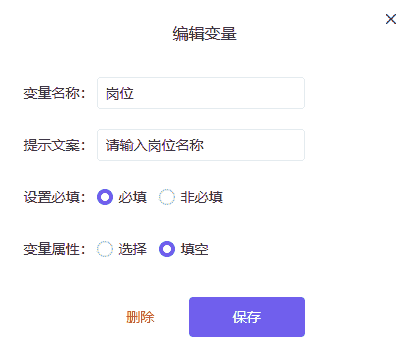 编辑变量
变量名称： 岗位
提示文案： 请输入岗位名称
设置必填： 必填 非必填
变量属性： 选择 填空
删除 保存